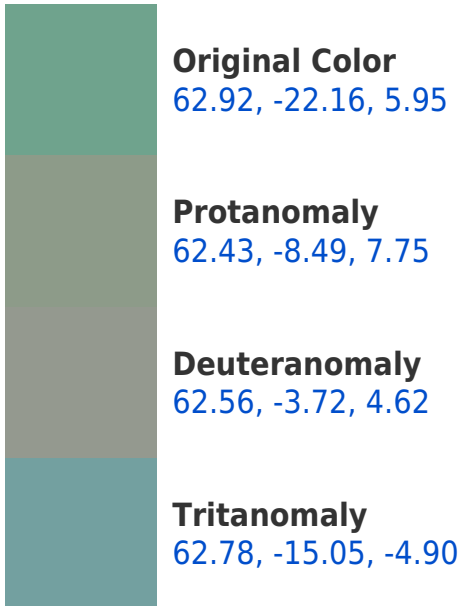 Original Color
62.92, -22.16, 5.95
Protanomaly
62.43, -8.49, 7.75
Deuteranomaly
62.56, -3.72, 4.62
Tritanomaly
62.78, -15.05, -4.90